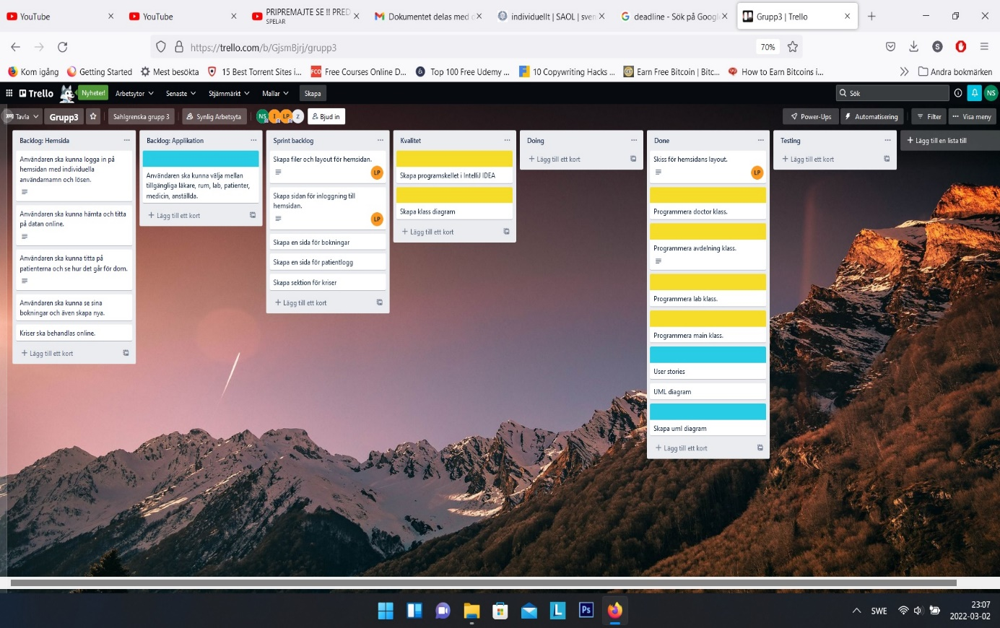 YouTube
YouTube
PRIPREMAJTE SE !! PRED
SPELAR
Dokumentet delas med
individuellt | SAOL | sven
deadline - Sök på Googl
Grupp3 | Trello
https://trello.com/b/GjsmBjrj/grupp3
70%
Kom igång
Getting Started
Mest besökta
15 Best Torrent Sites i...
Free Courses Online D...
Top 100 Free Udemy ...
10 Copywriting Hacks ...
Earn Free Bitcoin | Bitc...
How to Earn Bitcoins i...
Andra bokmärken
Trello
Nyheter!
Arbetsytor
Senaste
Stjärnmärkt
Mallar
Skapa
Sök
NS
Tavla
Grupp3
Sahlgrenska grupp 3
Synlig Arbetsyta
NS
I
LP
Z
Bjud in
Power-Ups
Automatisering
Filter
Visa meny
Backlog: Hemsida
Användaren ska kunna logga in på
hemsidan med individuella
användarnamn och lösen.
Användaren ska kunna hämta och titta
på datan online.
Användaren ska kunna titta på
patienterna och se hur det går för dom.
Användaren ska kunna se sina
bokningar och även skapa nya.
Kriser ska behandlas online.
+ Lägg till ett kort
Backlog: Applikation
Användaren ska kunna välja mellan
tillgängliga läkare, rum, lab, patienter,
medicin, anställda.
+ Lägg till ett kort
Sprint backlog
Skapa filer och layout för hemsidan.
LP
Skapa sidan för inloggning till
hemsidan.
LP
Skapa en sida för bokningar
Skapa en sida för patientlogg
Skapa sektion för kriser
+ Lägg till ett kort
Kvalitet
Skapa programskellet i IntelliJ IDEA
Skapa klass diagram
+ Lägg till ett kort
Doing
+ Lägg till ett kort
Done
Skiss för hemsidans layout.
LP
Programmera doctor klass.
Programmera avdelning klass.
Programmera lab klass.
Programmera main klass.
User stories
UML diagram
Skapa uml diagram
+ Lägg till ett kort
Testing
+ Lägg till ett kort
+ Lägg till en lista till
SWE
23:07
2022-03-02